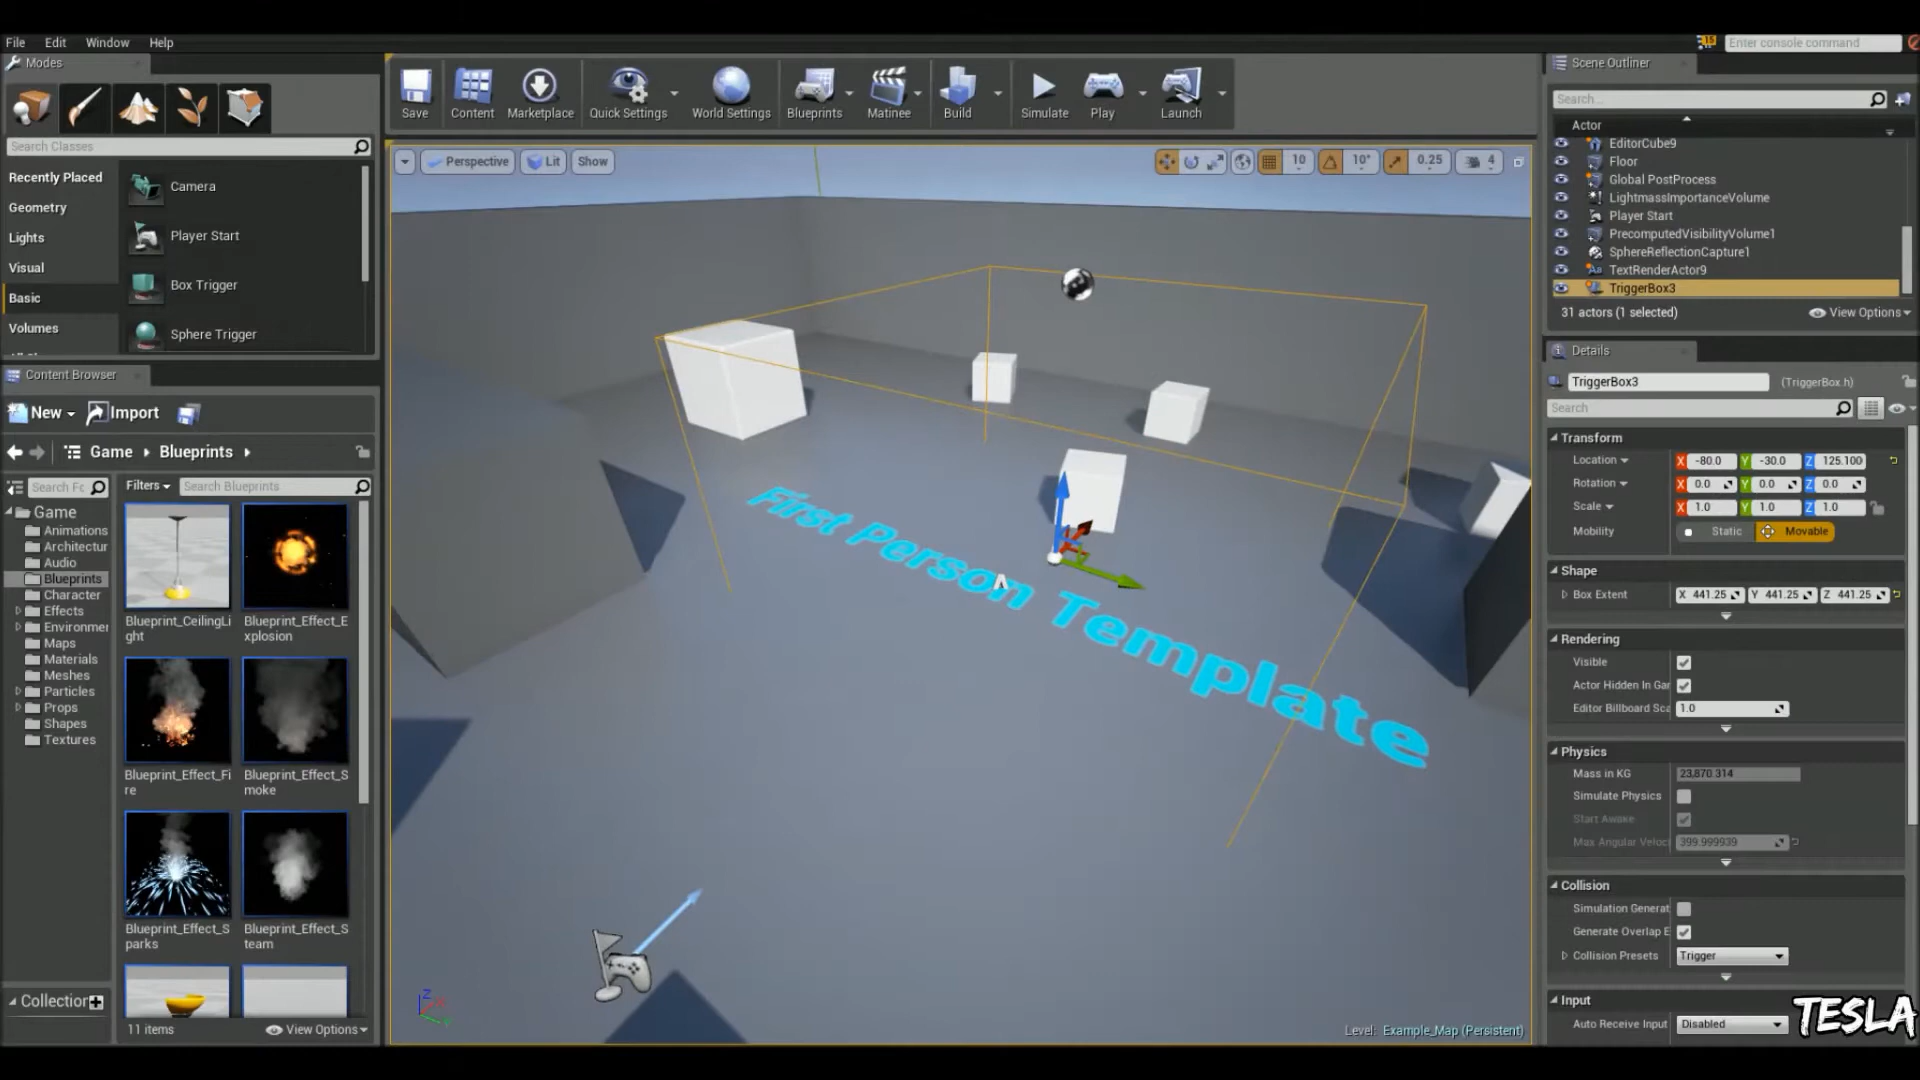 File Edit Window Help
15 Enter console command
Modes
Save Content Marketplace Quick Settings World Settings Blueprints Matinee Build Simulate Play Launch
Search Classes
Recently Placed
Geometry
Lights
Visual
Basic
Volumes
Camera
Player Start
Box Trigger
Sphere Trigger
Perspective Lit Show
10 10° 0.25 4
Scene Outliner
Search...
Actor
EditorCube9
Floor
Global PostProcess
LightmassImportanceVolume
Player Start
PrecomputedVisibilityVolume1
SphereReflectionCapture1
TextRenderActor9
TriggerBox3
31 actors (1 selected) View Options
Content Browser
New Import
Game Blueprints
Search Fc Filters Search Blueprints
Game
Animations
Architectur
Audio
Blueprints
Character
Effects
Environmer
Maps
Materials
Meshes
Particles
Props
Shapes
Textures
Blueprint_CeilingLi
ght
Blueprint_Effect_E
xplosion
Blueprint_Effect_Fi
re
Blueprint_Effect_S
moke
Blueprint_Effect_S
parks
Blueprint_Effect_S
team
Collection
11 items View Options
First Person Template
Z
Level: Example_Map (Persistent)
Details
TriggerBox3 (TriggerBox.h)
Search
Transform
Location X -80.0 Y -30.0 Z 125.100
Rotation X 0.0 Y 0.0 Z 0.0
Scale X 1.0 Y 1.0 Z 1.0
Mobility Static Movable
Shape
Box Extent X 441.25 Y 441.25 Z 441.25
Rendering
Visible
Actor Hidden In Gar
Editor Billboard Sca 1.0
Physics
Mass in KG 23,870.314
Simulate Physics
Start Awake
Max Angular Veloci 399.999939
Collision
Simulation Generat
Generate Overlap E
Collision Presets Trigger
Input
Auto Receive Input Disabled
TESLA